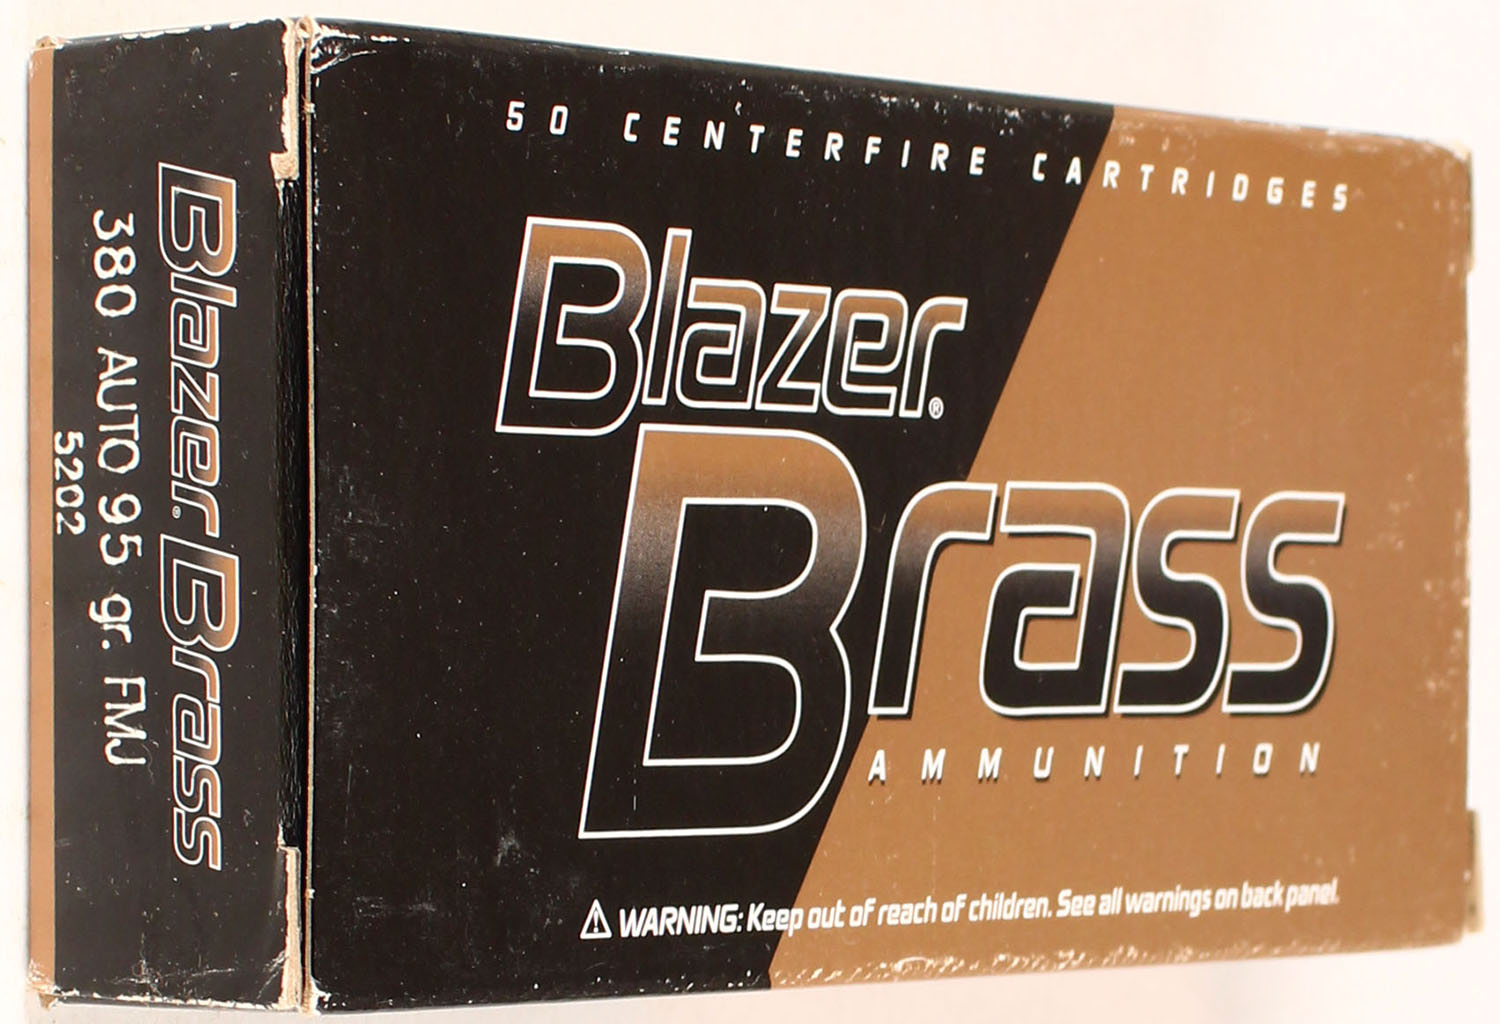 50 CENTERFIRE CARTRIDGES
Blazer®
Brass
AMMUNITION
⚠ WARNING: Keep out of reach of children. See all warnings on back panel.
Blazer® Brass
380 AUTO 95 gr. FMJ
5202